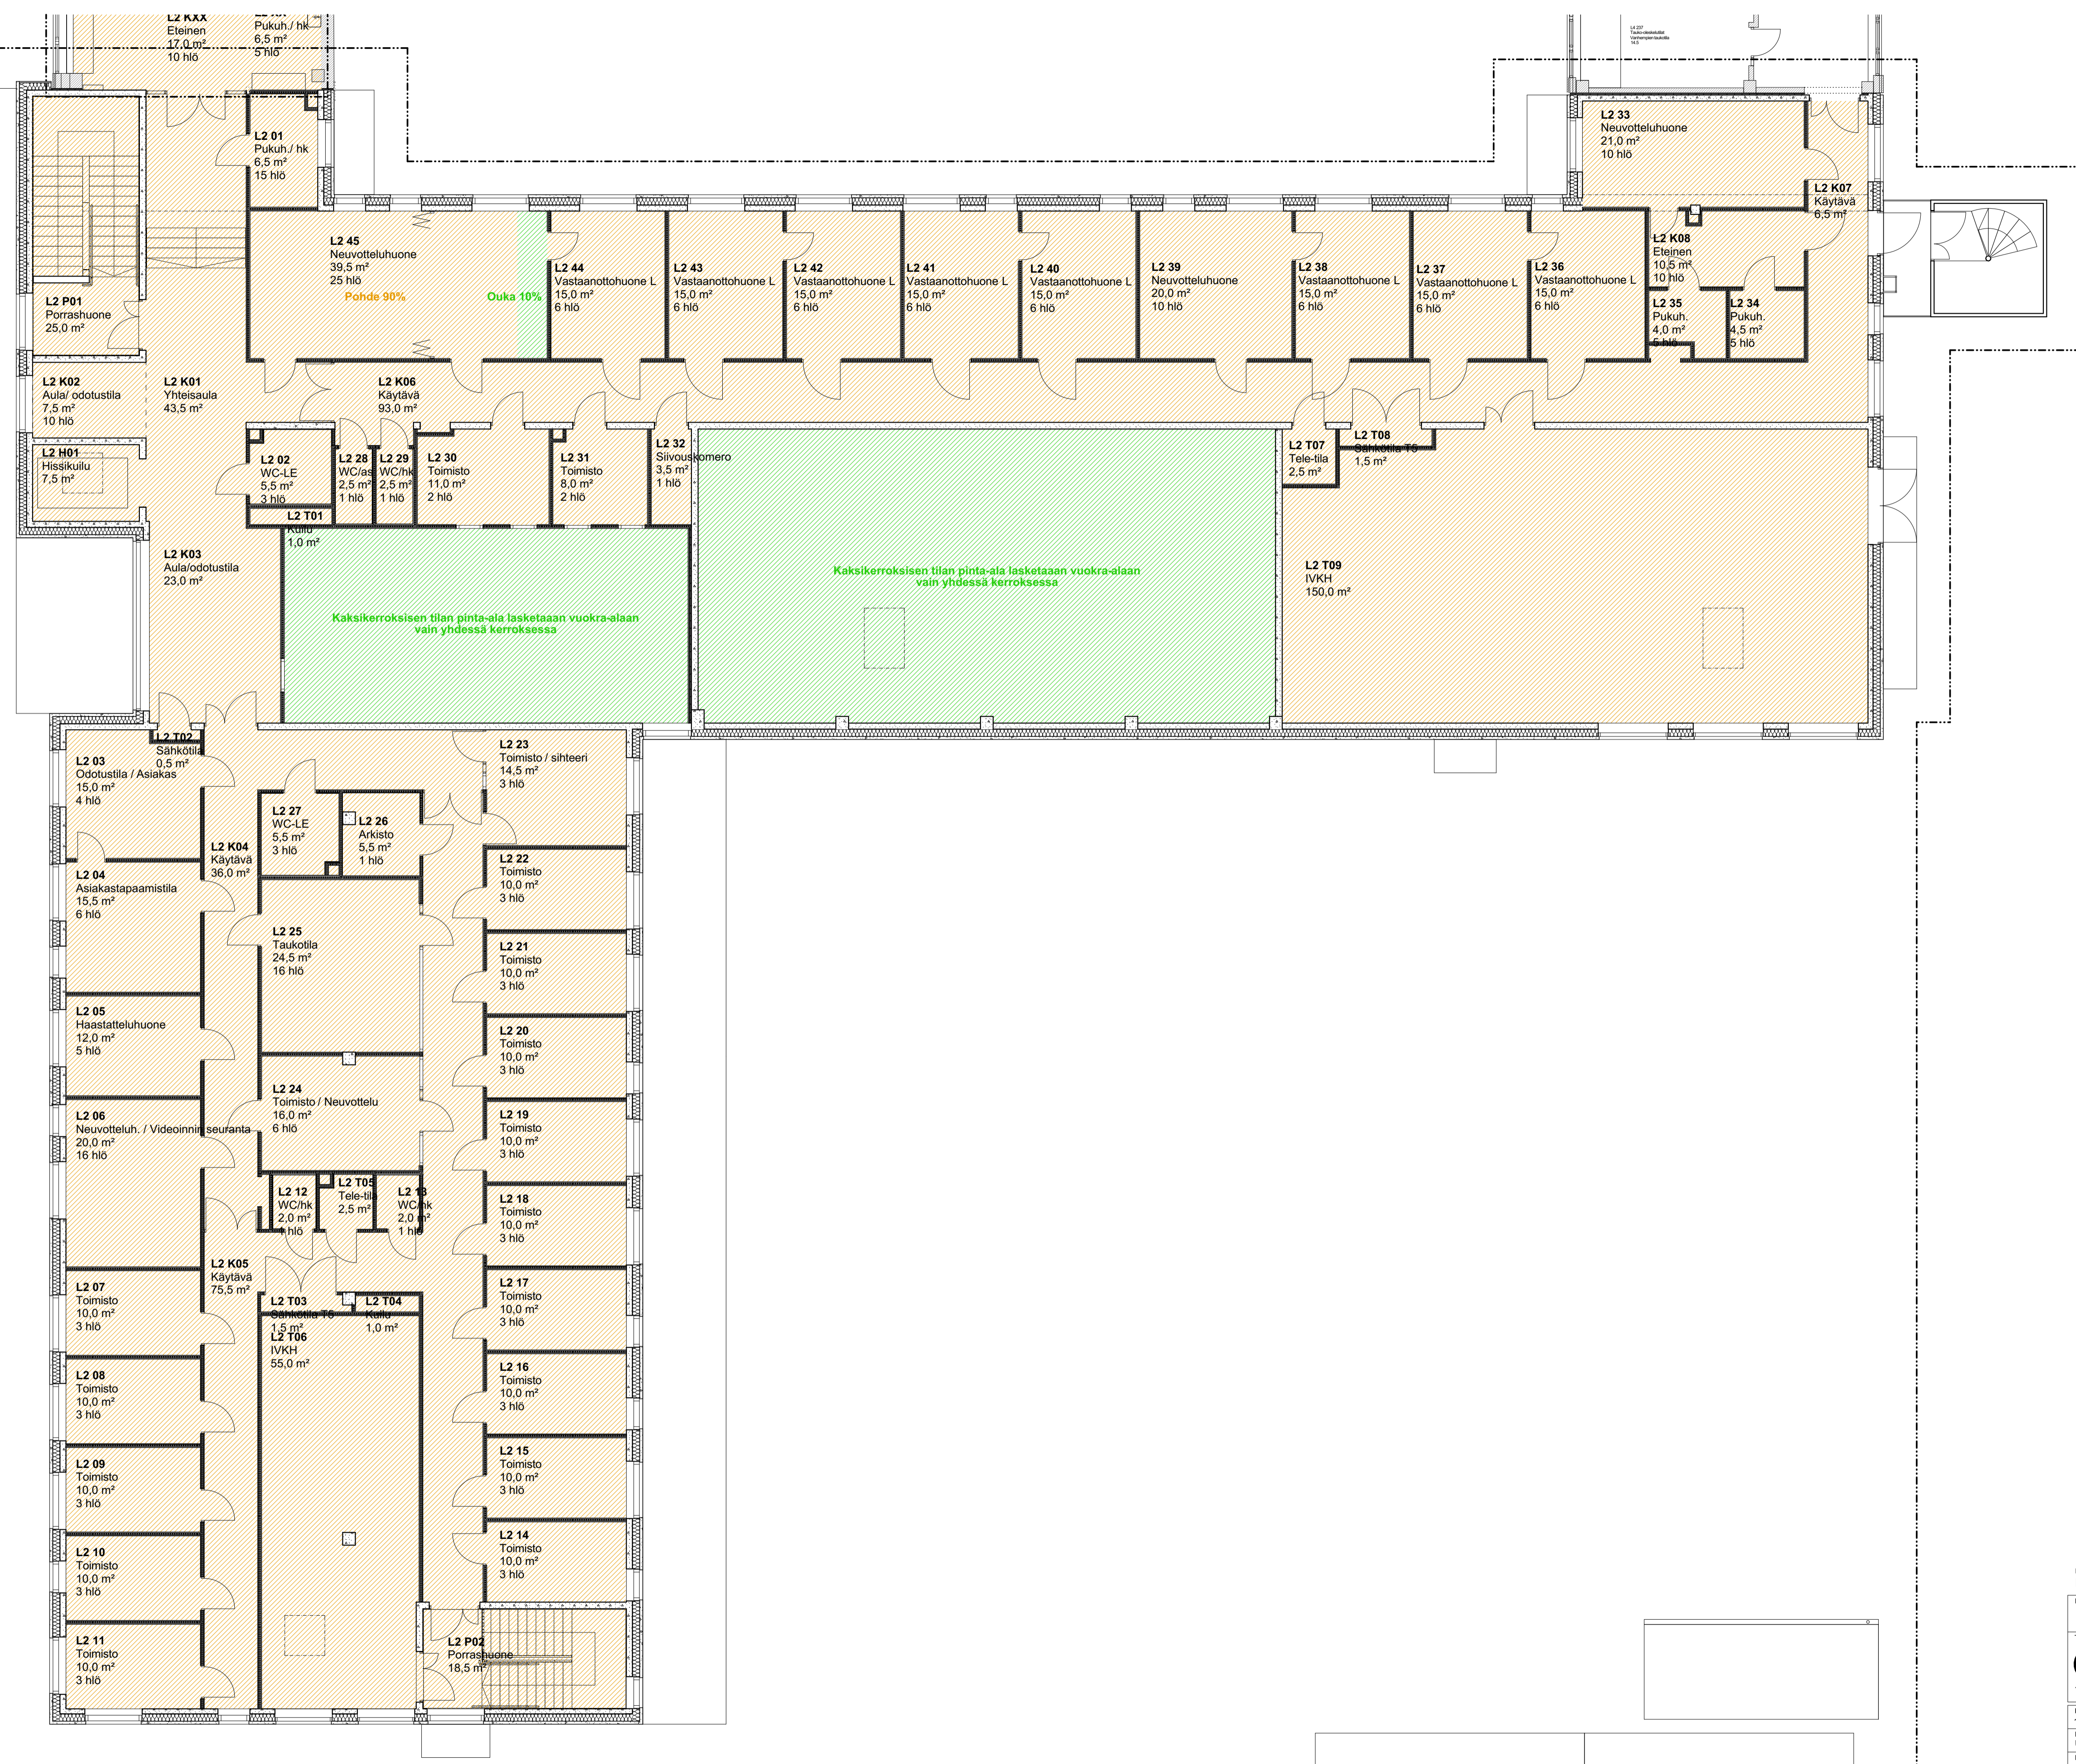 L2 KXX
Eteinen
17,0 m²
10 hlö
Pukuh./ hk
6,5 m²
5 hlö
L4 237
Tauko-oleskelutilat
Vanhempien taukotila
14.5
L2 01
Pukuh./ hk
6,5 m²
15 hlö
L2 33
Neuvotteluhuone
21,0 m²
10 hlö
L2 K07
Käytävä
6,5 m²
L2 45
Neuvotteluhuone
39,5 m²
25 hlö
Pohde 90%
Ouka 10%
L2 44
Vastaanottohuone L
15,0 m²
6 hlö
L2 43
Vastaanottohuone L
15,0 m²
6 hlö
L2 42
Vastaanottohuone L
15,0 m²
6 hlö
L2 41
Vastaanottohuone L
15,0 m²
6 hlö
L2 40
Vastaanottohuone L
15,0 m²
6 hlö
L2 39
Neuvotteluhuone
20,0 m²
10 hlö
L2 38
Vastaanottohuone L
15,0 m²
6 hlö
L2 37
Vastaanottohuone L
15,0 m²
6 hlö
L2 36
Vastaanottohuone L
15,0 m²
6 hlö
L2 K08
Eteinen
10,5 m²
10 hlö
L2 35
Pukuh.
4,0 m²
5 hlö
L2 34
Pukuh.
4,5 m²
5 hlö
L2 P01
Porrashuone
25,0 m²
L2 K02
Aula/ odotustila
7,5 m²
10 hlö
L2 K01
Yhteisaula
43,5 m²
L2 K06
Käytävä
93,0 m²
L2 H01
Hissikuilu
7,5 m²
L2 02
WC-LE
5,5 m²
3 hlö
L2 28
WC/as
2,5 m²
1 hlö
L2 29
WC/hk
2,5 m²
1 hlö
L2 30
Toimisto
11,0 m²
2 hlö
L2 31
Toimisto
8,0 m²
2 hlö
L2 32
Siivouskomero
3,5 m²
1 hlö
L2 T07
Tele-tila
2,5 m²
L2 T08
Sähkötila T5
1,5 m²
L2 T01
Kuilu
1,0 m²
L2 K03
Aula/odotustila
23,0 m²
Kaksikerroksisen tilan pinta-ala lasketaaan vuokra-alaan
vain yhdessä kerroksessa
Kaksikerroksisen tilan pinta-ala lasketaaan vuokra-alaan
vain yhdessä kerroksessa
L2 T09
IVKH
150,0 m²
L2 T02
Sähkötila
0,5 m²
L2 03
Odotustila / Asiakas
15,0 m²
4 hlö
L2 23
Toimisto / sihteeri
14,5 m²
3 hlö
L2 27
WC-LE
5,5 m²
3 hlö
L2 26
Arkisto
5,5 m²
1 hlö
L2 K04
Käytävä
36,0 m²
L2 04
Asiakastapaamistila
15,5 m²
6 hlö
L2 22
Toimisto
10,0 m²
3 hlö
L2 25
Taukotila
24,5 m²
16 hlö
L2 21
Toimisto
10,0 m²
3 hlö
L2 05
Haastatteluhuone
12,0 m²
5 hlö
L2 20
Toimisto
10,0 m²
3 hlö
L2 24
Toimisto / Neuvottelu
16,0 m²
6 hlö
L2 06
Neuvotteluh. / Videoinnin seuranta
20,0 m²
16 hlö
L2 19
Toimisto
10,0 m²
3 hlö
L2 12
WC/hk
2,0 m²
1 hlö
L2 T05
Tele-tila
2,5 m²
L2 13
WC/hk
2,0 m²
1 hlö
L2 18
Toimisto
10,0 m²
3 hlö
L2 K05
Käytävä
75,5 m²
L2 07
Toimisto
10,0 m²
3 hlö
L2 T03
Sähkötila T5
1,5 m²
L2 T04
Kuilu
1,0 m²
L2 17
Toimisto
10,0 m²
3 hlö
L2 T06
IVKH
55,0 m²
L2 08
Toimisto
10,0 m²
3 hlö
L2 16
Toimisto
10,0 m²
3 hlö
L2 09
Toimisto
10,0 m²
3 hlö
L2 15
Toimisto
10,0 m²
3 hlö
L2 10
Toimisto
10,0 m²
3 hlö
L2 14
Toimisto
10,0 m²
3 hlö
L2 11
Toimisto
10,0 m²
3 hlö
L2 P02
Porrashuone
18,5 m²